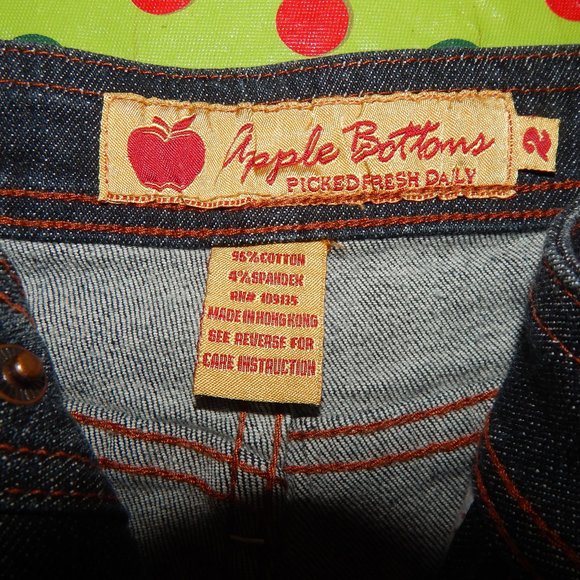 Apple Bottoms
PICKED FRESH DAILY
2
96% COTTON
4% SPANDEX
RN# 109135
MADE IN HONG KONG
SEE REVERSE FOR
CARE INSTRUCTION